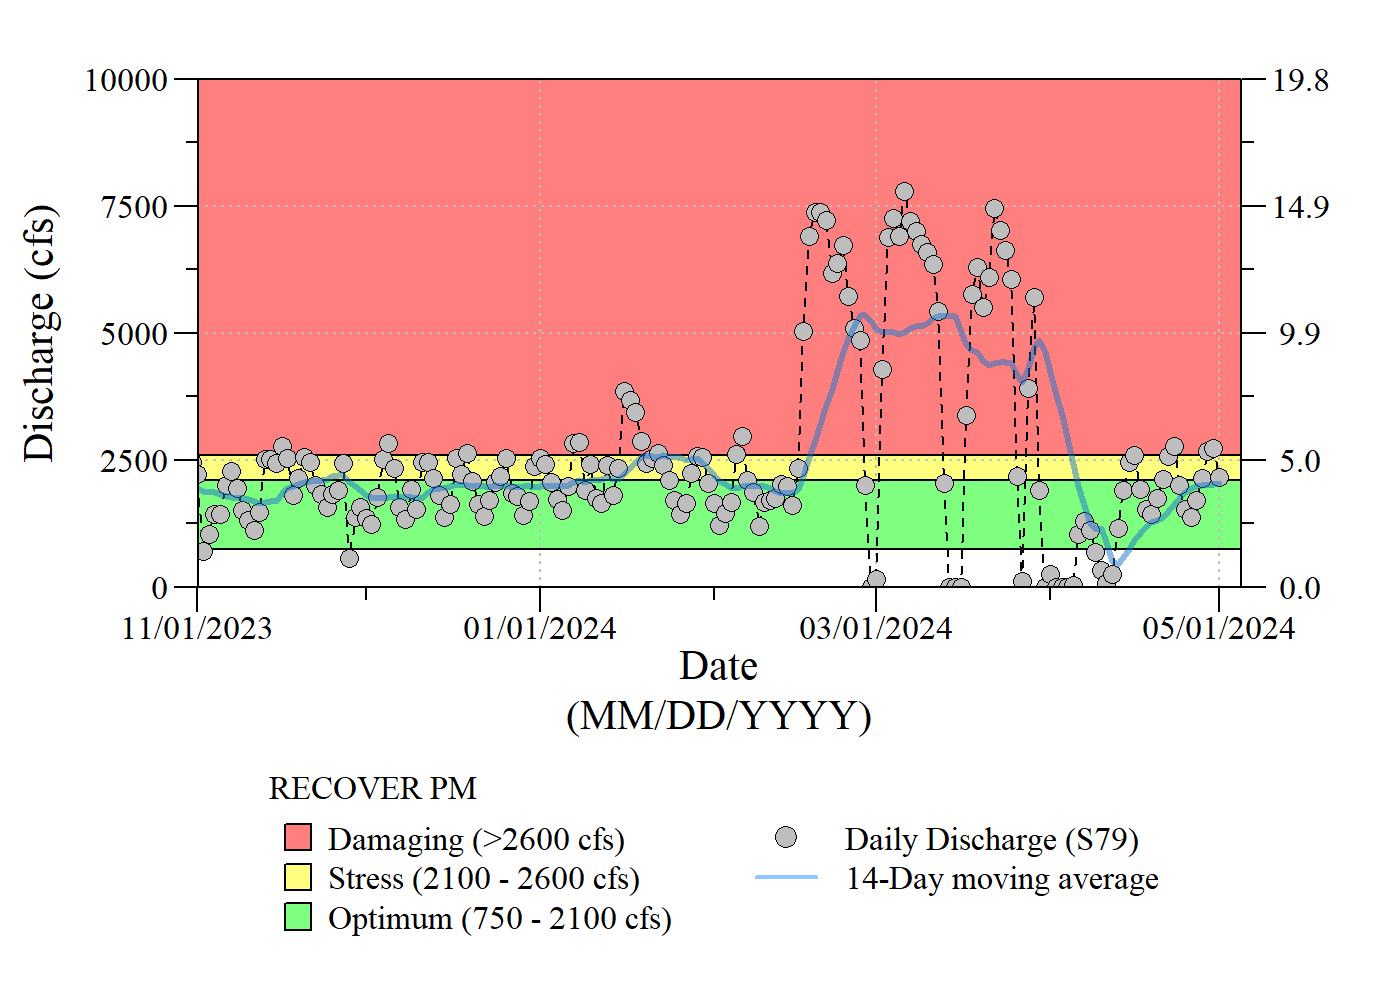 10000
7500
5000
2500
0
Discharge (cfs)
19.8
14.9
9.9
5.0
0.0
11/01/2023 01/01/2024 03/01/2024 05/01/2024
Date
(MM/DD/YYYY)
RECOVER PM
Damaging (>2600 cfs)
Stress (2100 - 2600 cfs)
Optimum (750 - 2100 cfs)
Daily Discharge (S79)
14-Day moving average